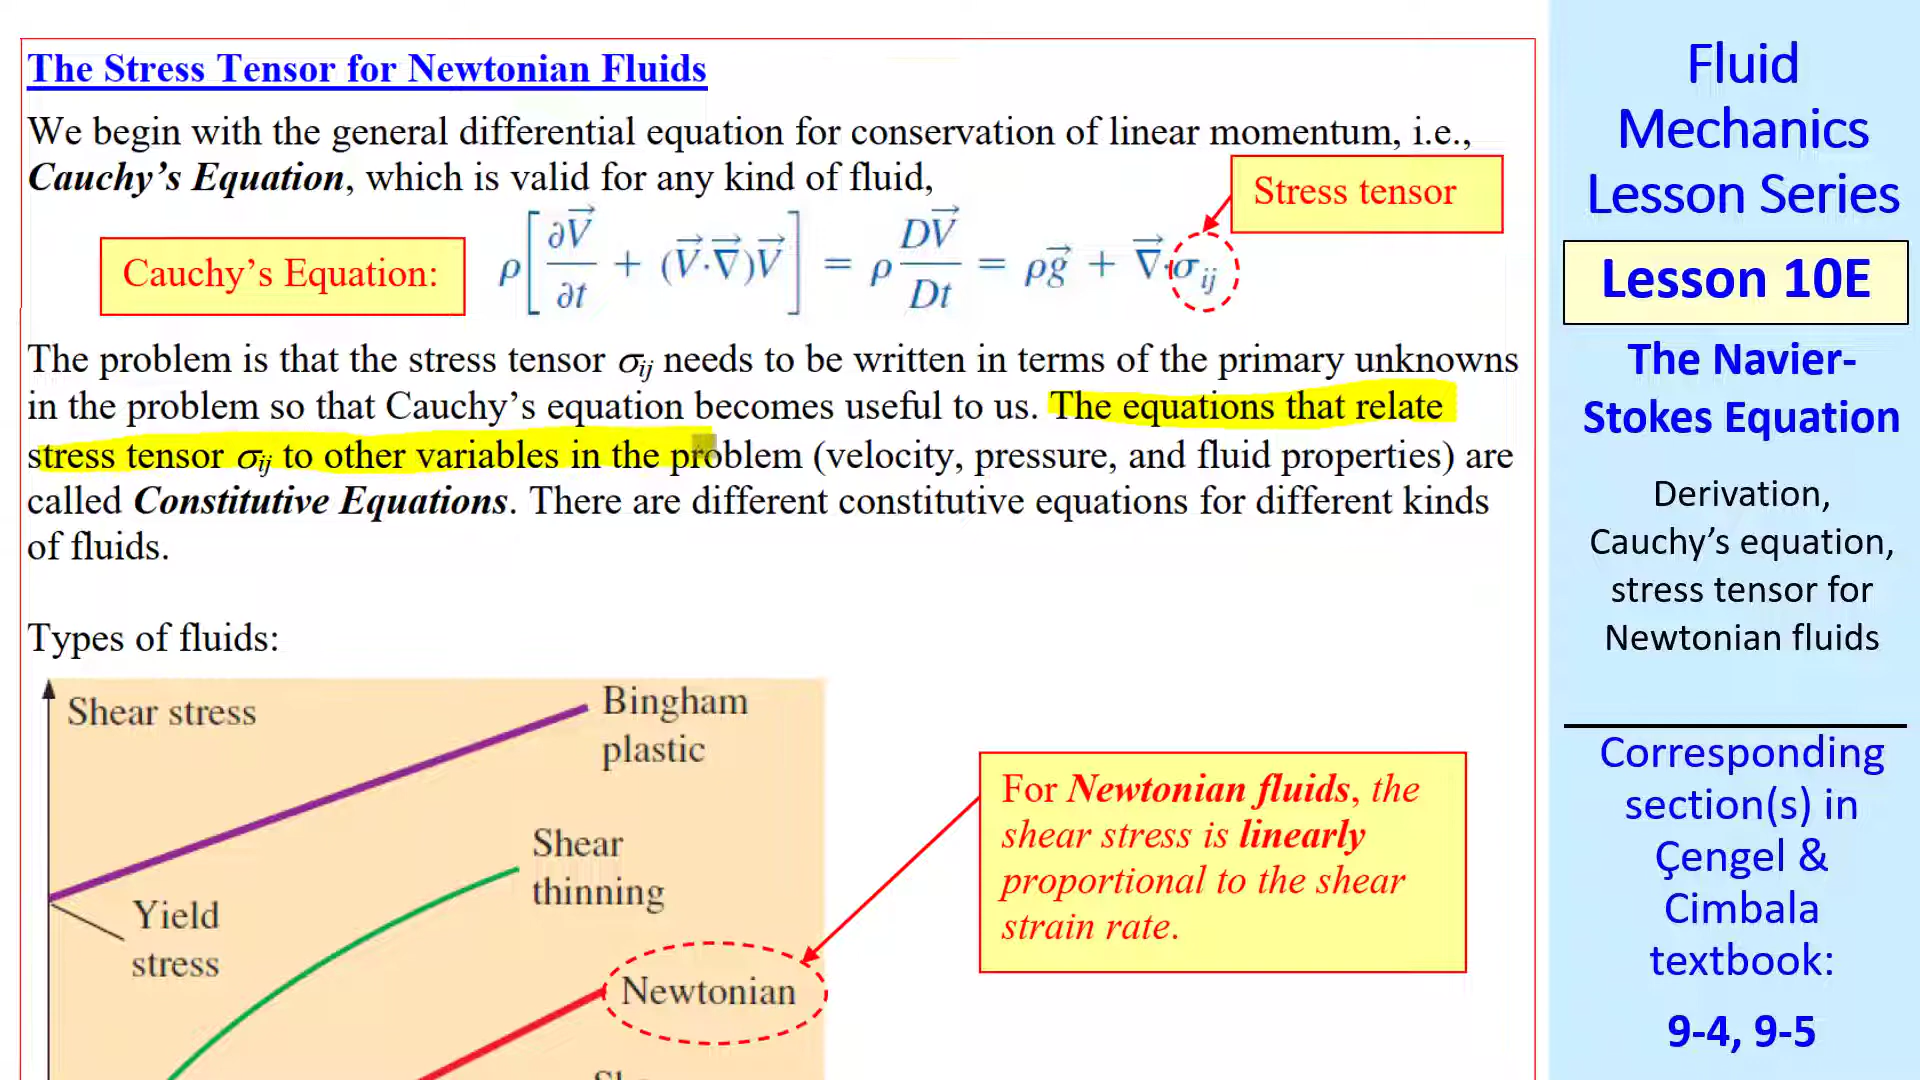 The Stress Tensor for Newtonian Fluids
We begin with the general differential equation for conservation of linear momentum, i.e.,
Cauchy’s Equation, which is valid for any kind of fluid,
Stress tensor
Cauchy’s Equation:
ρ[∂V⃗/∂t + (V⃗·∇⃗)V⃗] = ρ DV⃗/Dt = ρg⃗ + ∇⃗·σij
The problem is that the stress tensor σij needs to be written in terms of the primary unknowns
in the problem so that Cauchy’s equation becomes useful to us. The equations that relate
stress tensor σij to other variables in the problem (velocity, pressure, and fluid properties) are
called Constitutive Equations. There are different constitutive equations for different kinds
of fluids.
Types of fluids:
Shear stress
Bingham
plastic
Shear
thinning
Yield
stress
Newtonian
For Newtonian fluids, the
shear stress is linearly
proportional to the shear
strain rate.
Fluid
Mechanics
Lesson Series
Lesson 10E
The Navier-
Stokes Equation
Derivation,
Cauchy’s equation,
stress tensor for
Newtonian fluids
Corresponding
section(s) in
Çengel &
Cimbala
textbook:
9-4, 9-5